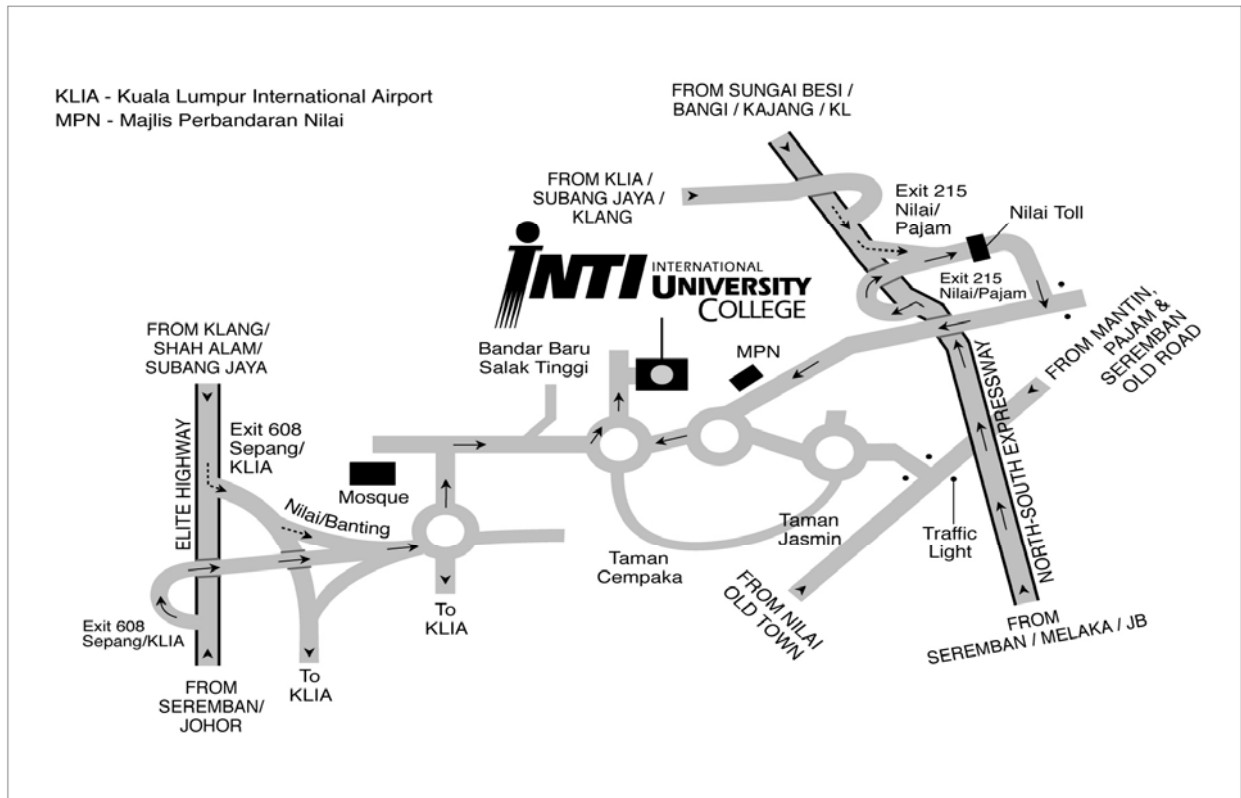 KLIA - Kuala Lumpur International Airport
MPN - Majlis Perbandaran Nilai
FROM SUNGAI BESI /
BANGI / KAJANG / KL
FROM KLIA /
SUBANG JAYA /
KLANG
Exit 215
Nilai/
Pajam
Nilai Toll
INTI INTERNATIONAL
UNIVERSITY
COLLEGE
Exit 215
Nilai/Pajam
FROM MANTIN,
PAJAM &
SEREMBAN
OLD ROAD
FROM KLANG/
SHAH ALAM/
SUBANG JAYA
Bandar Baru
Salak Tinggi
MPN
ELITE HIGHWAY
Exit 608
Sepang/
KLIA
Mosque
Nilai/Banting
Taman
Cempaka
Taman
Jasmin
Traffic
Light
NORTH-SOUTH EXPRESSWAY
Exit 608
Sepang/KLIA
To
KLIA
To
KLIA
FROM NILAI
OLD TOWN
FROM
SEREMBAN / MELAKA / JB
FROM
SEREMBAN/
JOHOR